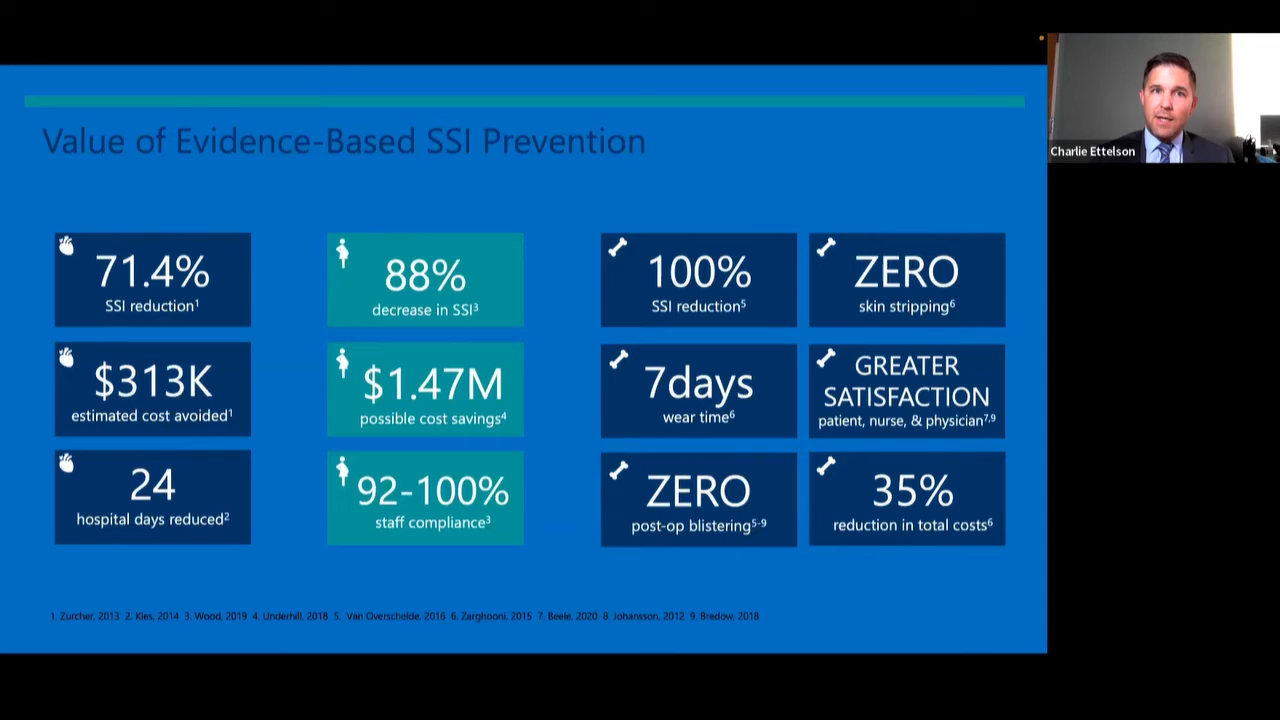 Value of Evidence-Based SSI Prevention
71.4%
SSI reduction¹
$313K
estimated cost avoided¹
24
hospital days reduced²
88%
decrease in SSI³
$1.47M
possible cost savings⁴
92-100%
staff compliance³
100%
SSI reduction⁵
7days
wear time⁶
ZERO
post-op blistering⁵⁻⁹
ZERO
skin stripping⁶
GREATER
SATISFACTION
patient, nurse, & physician⁷,⁹
35%
reduction in total costs⁶
1. Zurcher, 2013 2. Kles, 2014 3. Wood, 2019 4. Underhill, 2018 5. Van Overschelde, 2016 6. Zarghooni, 2015 7. Beele, 2020 8. Johansson, 2012 9. Bredow, 2018
Charlie Ettelson